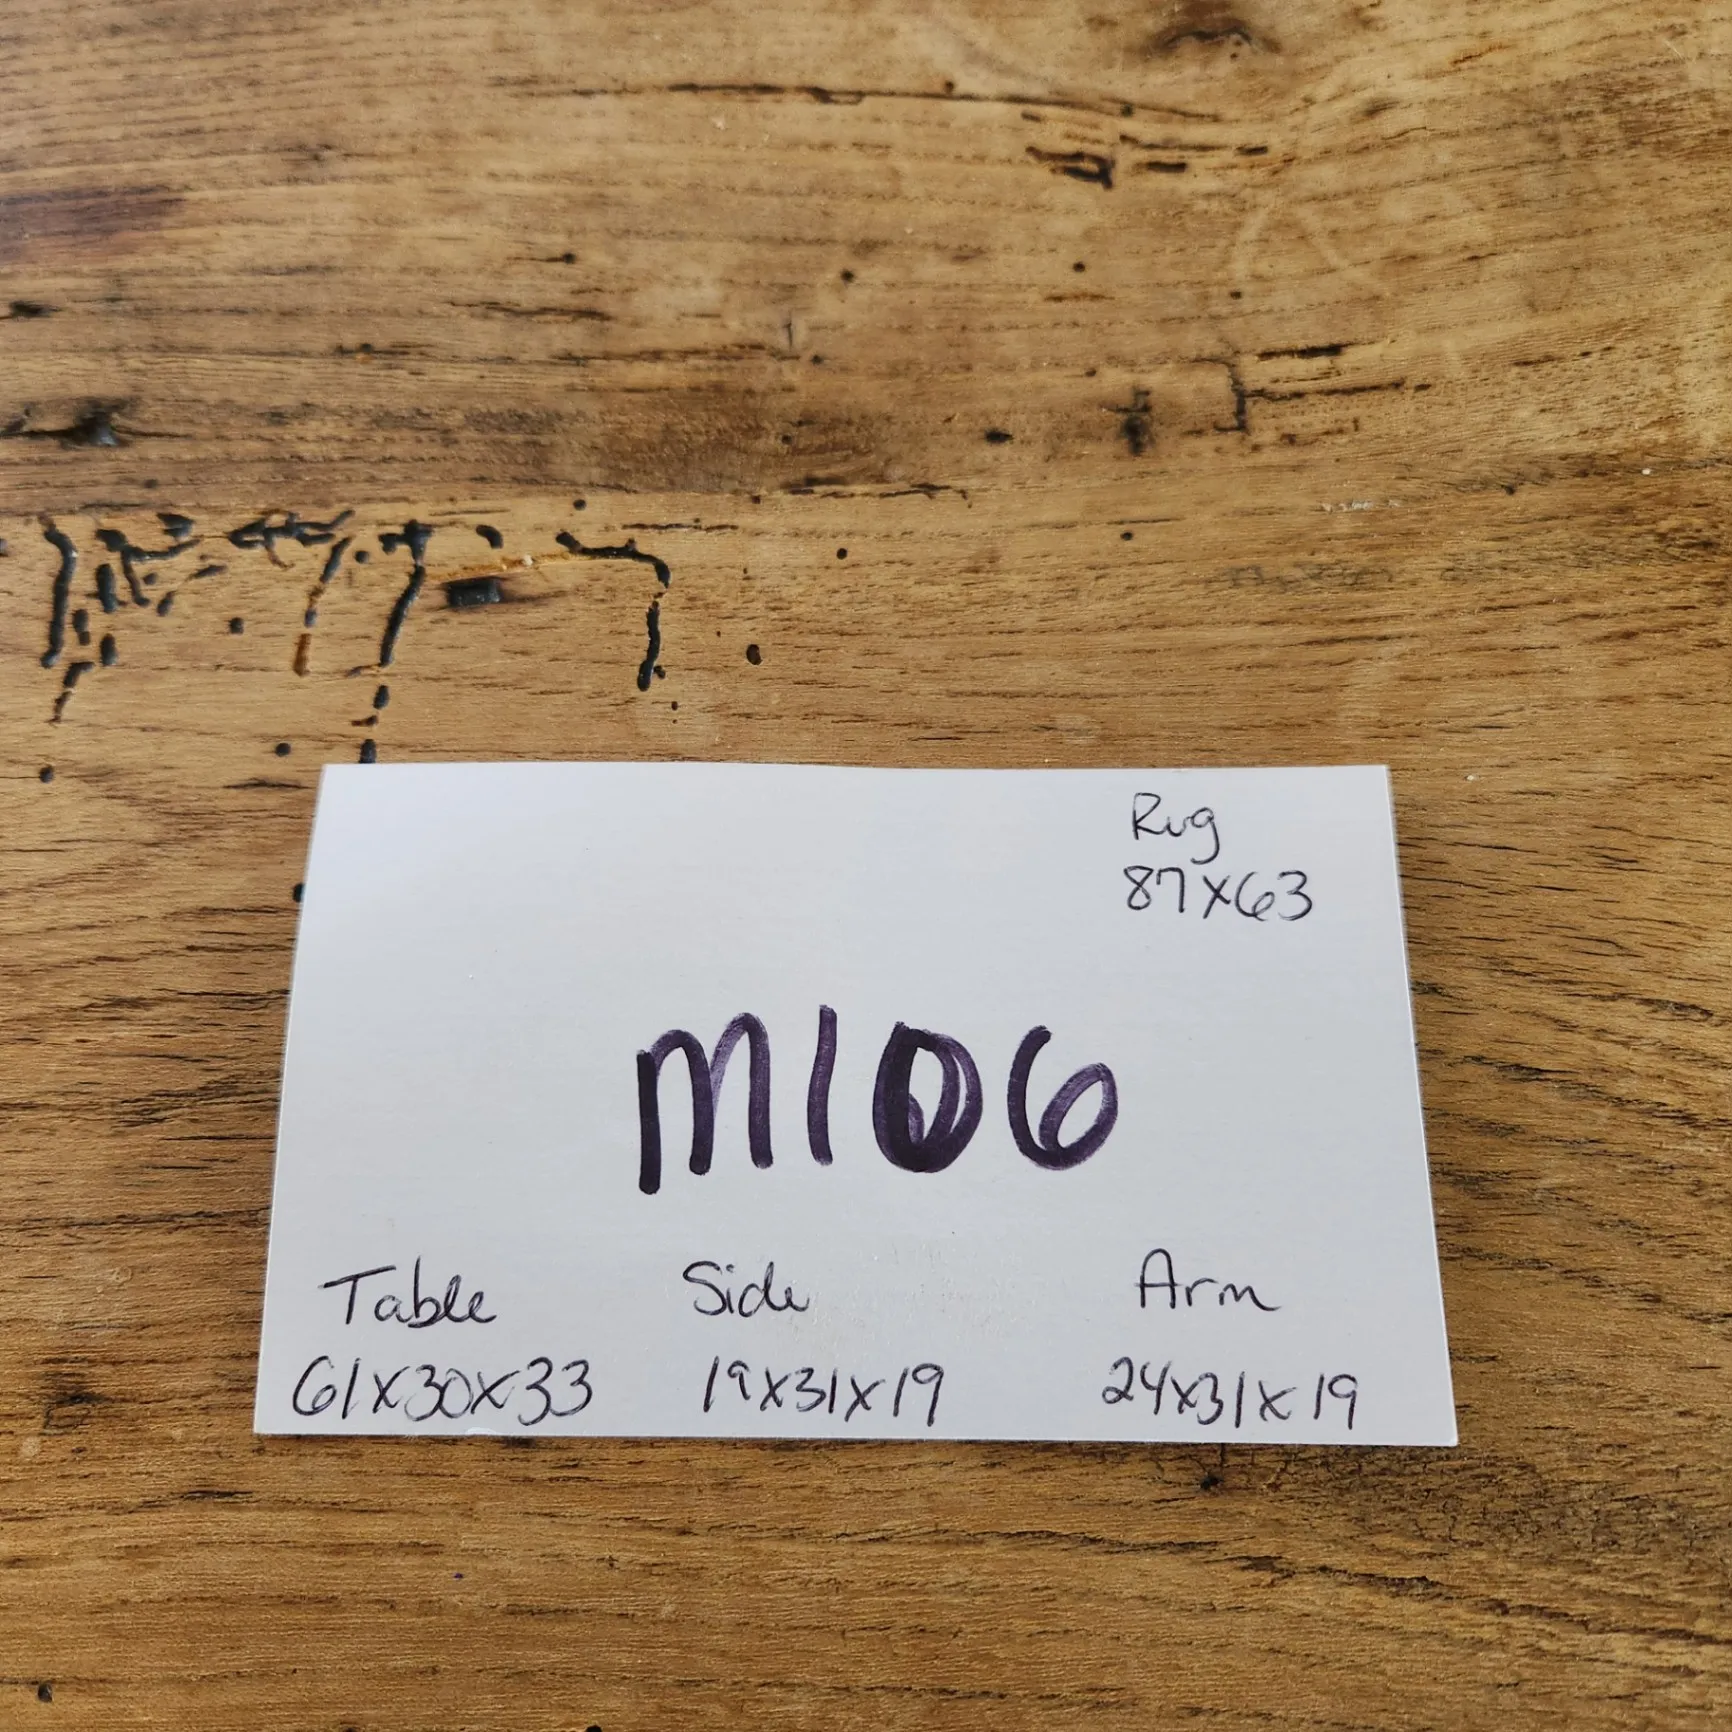 Rug
87x63
M106
Table Side Arm
61x30x33 19x31x19 24x31x19